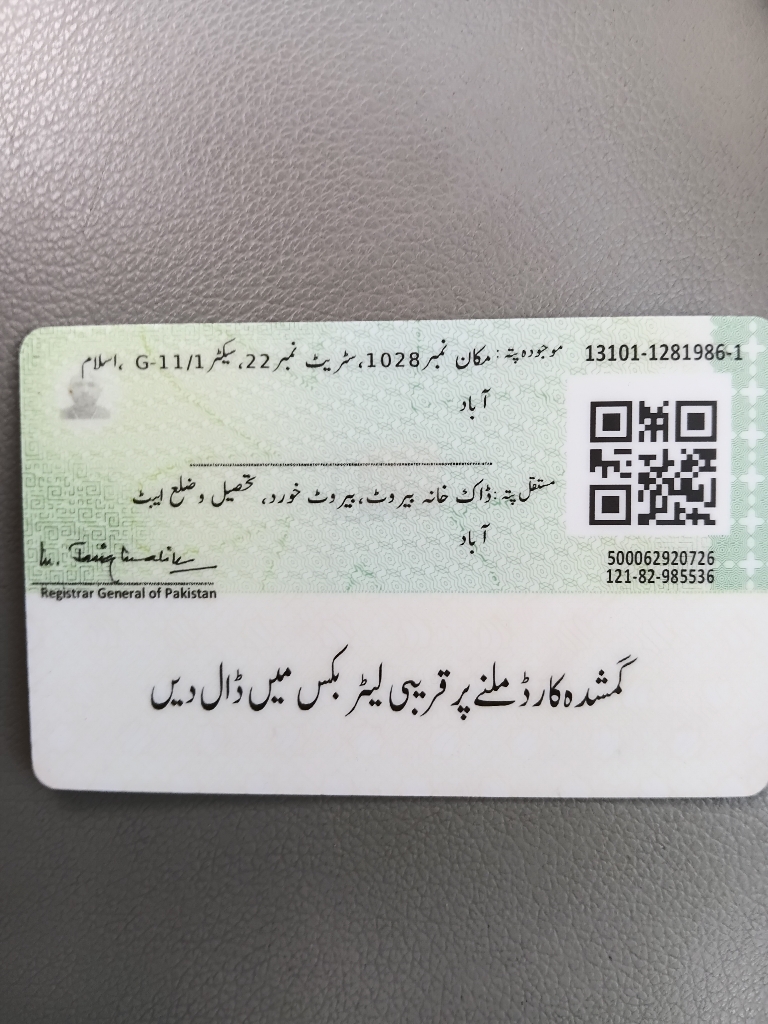 13101-1281986-1
موجودہ پتہ: مکان نمبر 1028، سٹریٹ نمبر 22، سیکٹر G-11/1، اسلام
آباد
مستقل پتہ: ڈاک خانہ بیروٹ، بیروٹ خورد، تحصیل و ضلع ایبٹ
آباد
500062920726
121-82-985536
Registrar General of Pakistan
گمشدہ کارڈ ملنے پر قریبی لیٹر بکس میں ڈال دیں